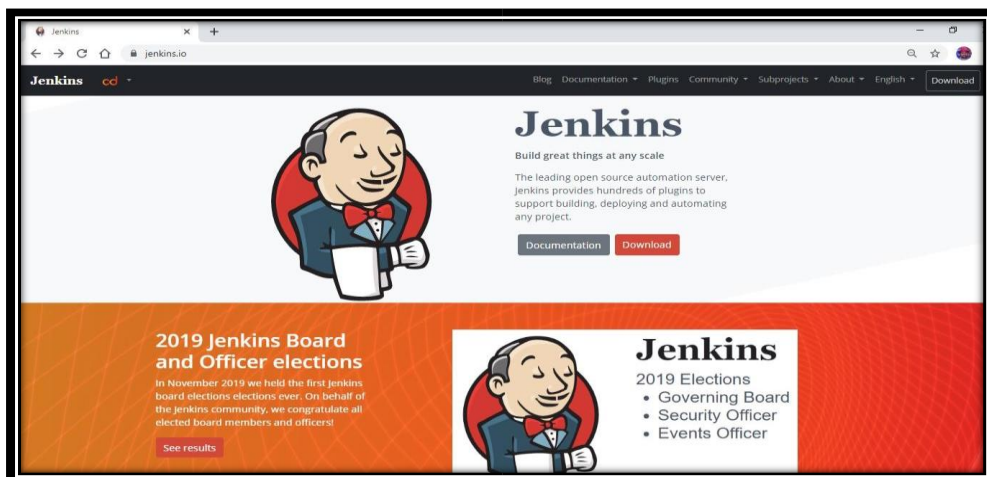 Jenkins
jenkins.io
Jenkins cd Blog Documentation Plugins Community Subprojects About English Download
Jenkins
Build great things at any scale
The leading open source automation server,
Jenkins provides hundreds of plugins to
support building, deploying and automating
any project.
Documentation Download
2019 Jenkins Board
and Officer elections
In November 2019 we held the first Jenkins
board elections elections ever. On behalf of
the Jenkins community, we congratulate all
elected board members and officers!
See results
Jenkins
2019 Elections
• Governing Board
• Security Officer
• Events Officer